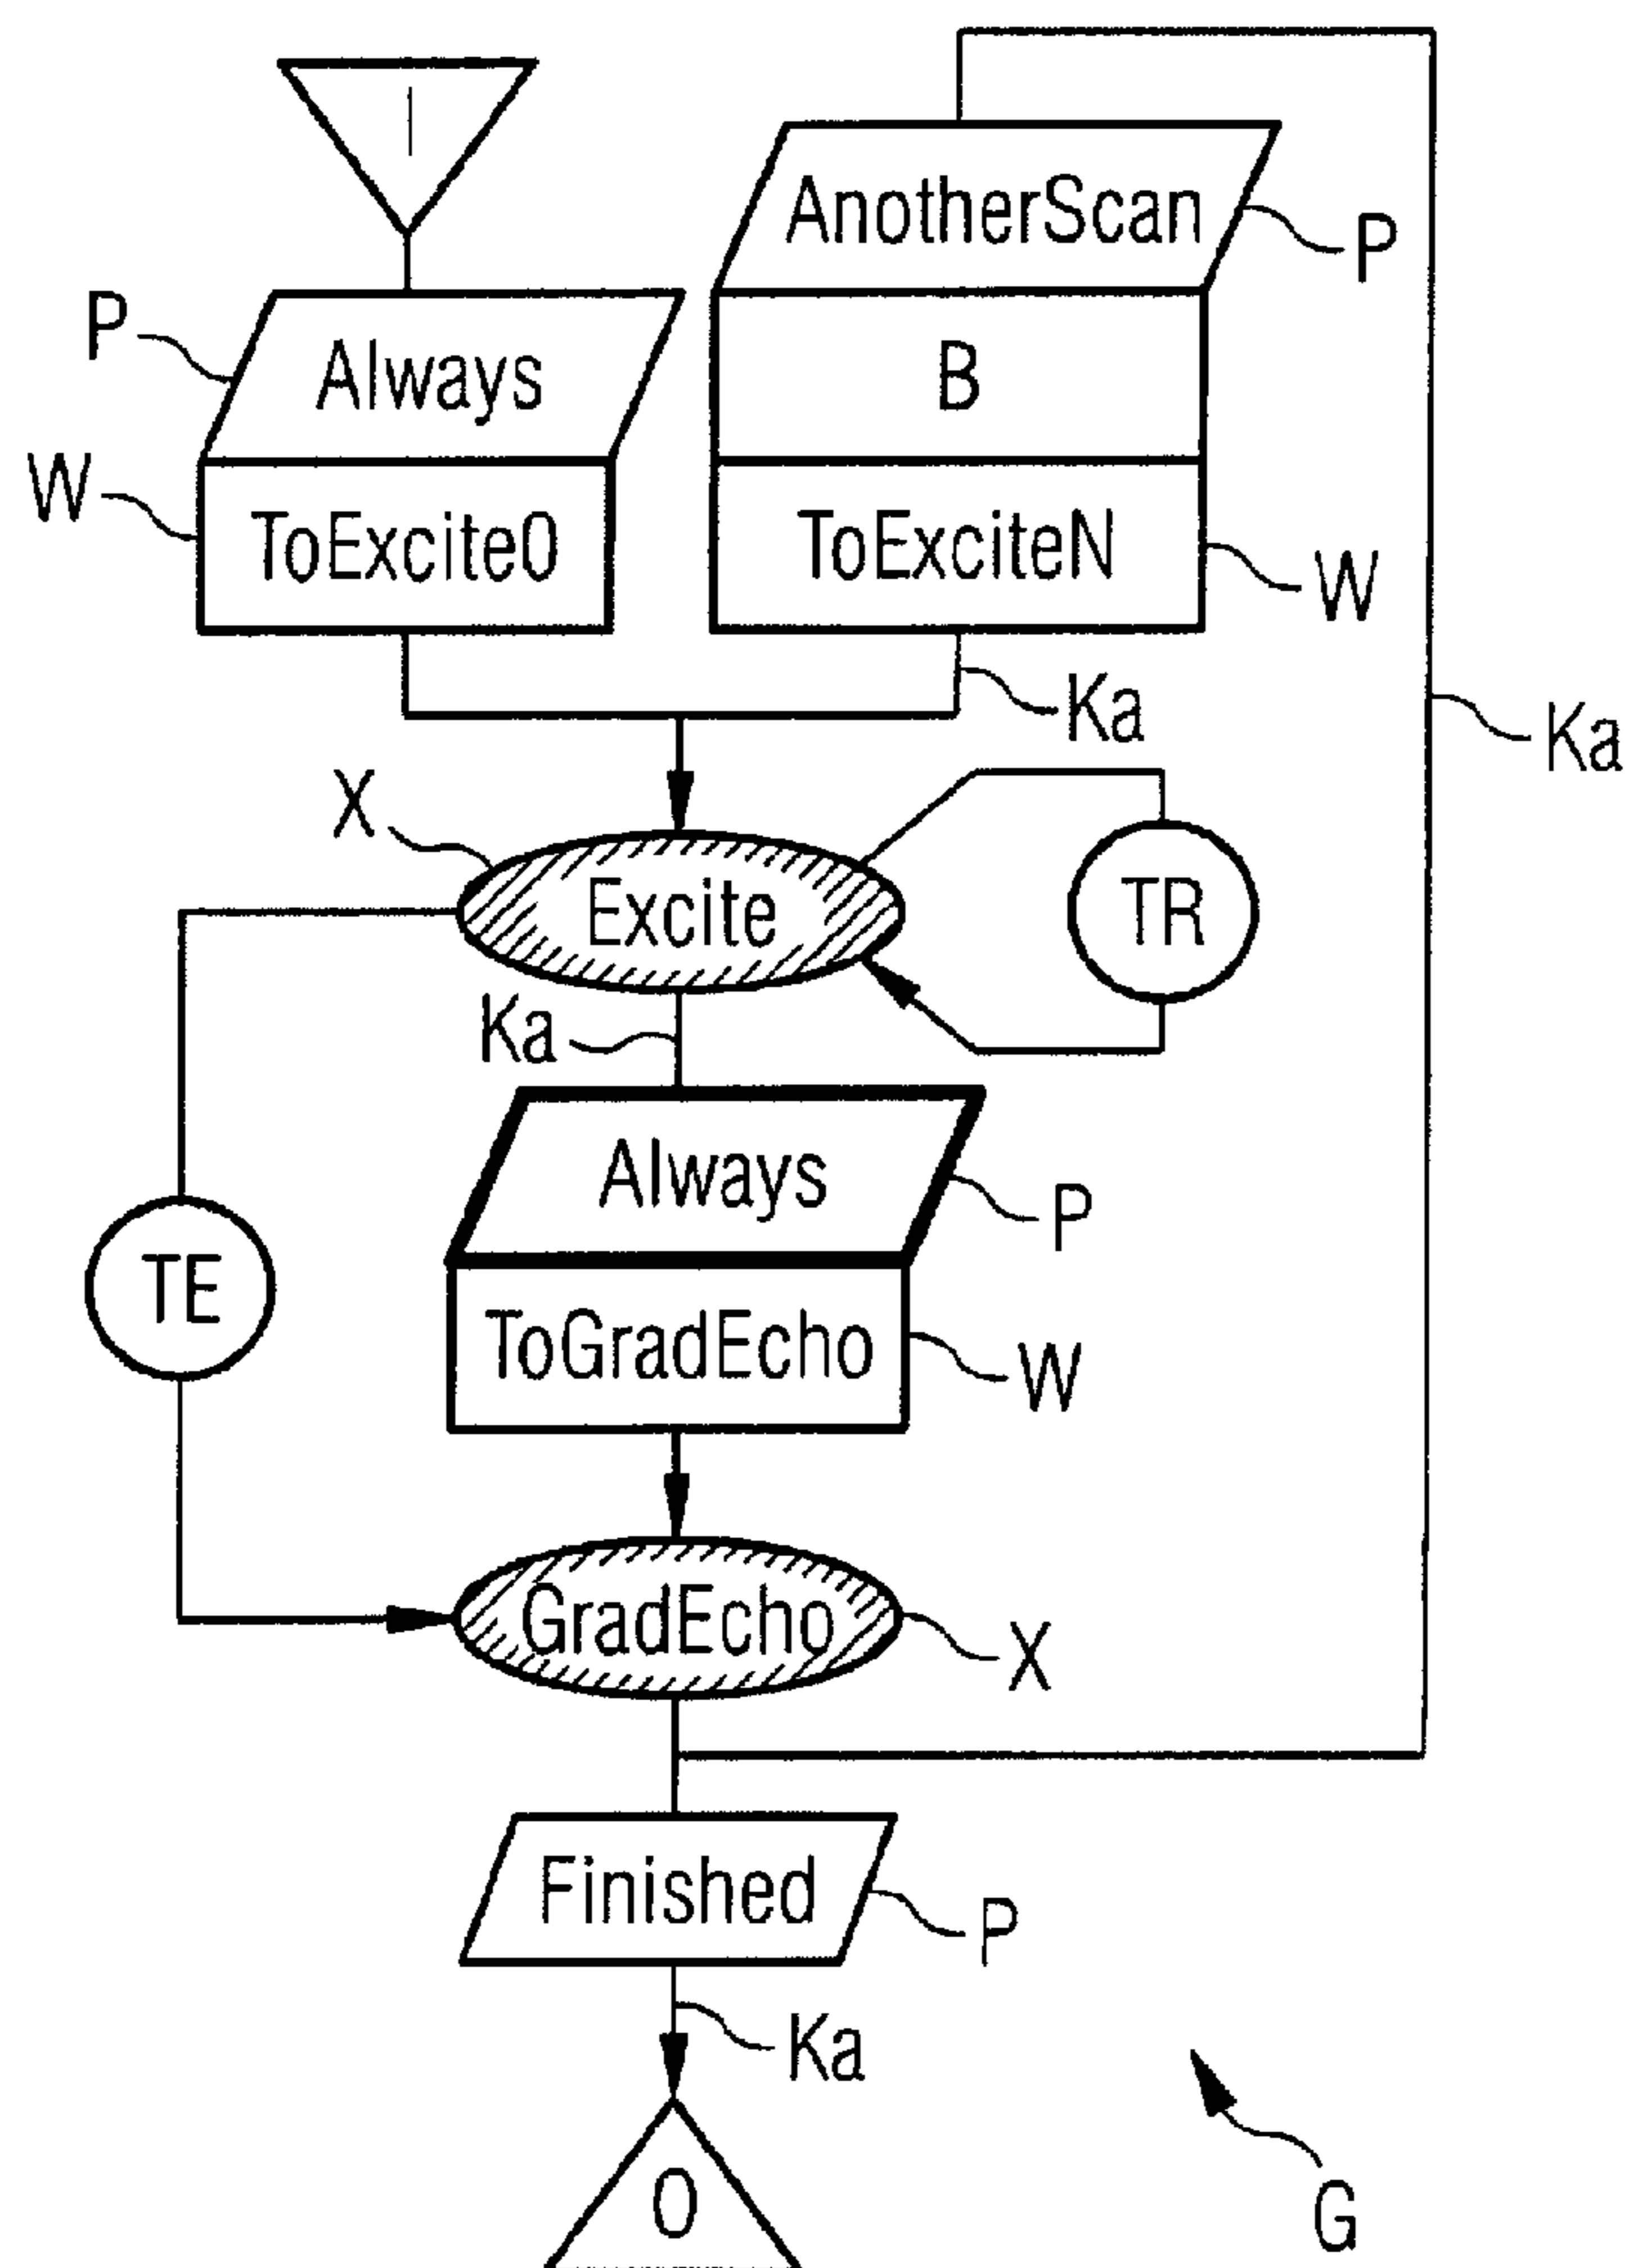 I
AnotherScan
P
P
Always
B
W
ToExcite0
ToExciteN
W
Ka
Ka
X
Excite
TR
Ka
Always
P
TE
ToGradEcho
W
GradEcho
X
Finished
P
Ka
O
G